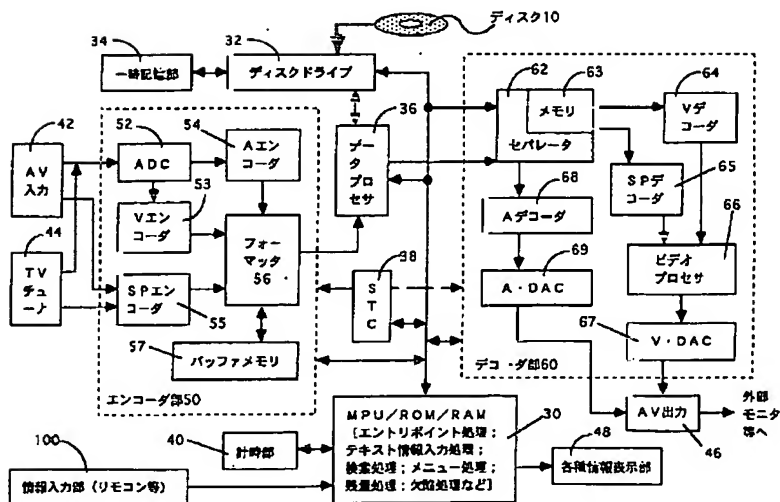 ディスク10
34
32
一時記憶部
ディスクドライブ
62
63
64
36
メモリ
Vデ
コーダ
セパレータ
42
52
54
AV
入力
ADC
Aエン
コーダ
データ
プロセサ
65
53
68
SPデ
コーダ
66
44
Vエン
コーダ
フォー
マッタ
56
Aデコーダ
TV
チューナ
38
69
ビデオ
プロセサ
SPエン
コーダ
STC
A・DAC
55
67
57
V・DAC
バッファメモリ
エンコーダ部50
デコーダ部60
MPU/ROM/RAM
[エントリポイント処理;
テキスト情報入力処理;
検索処理;メニュー処理;
残量処理;欠陥処理など]
30
AV出力
外部
モニタ
等へ
46
40
計時部
48
100
情報入力部(リモコン等)
各種情報表示部